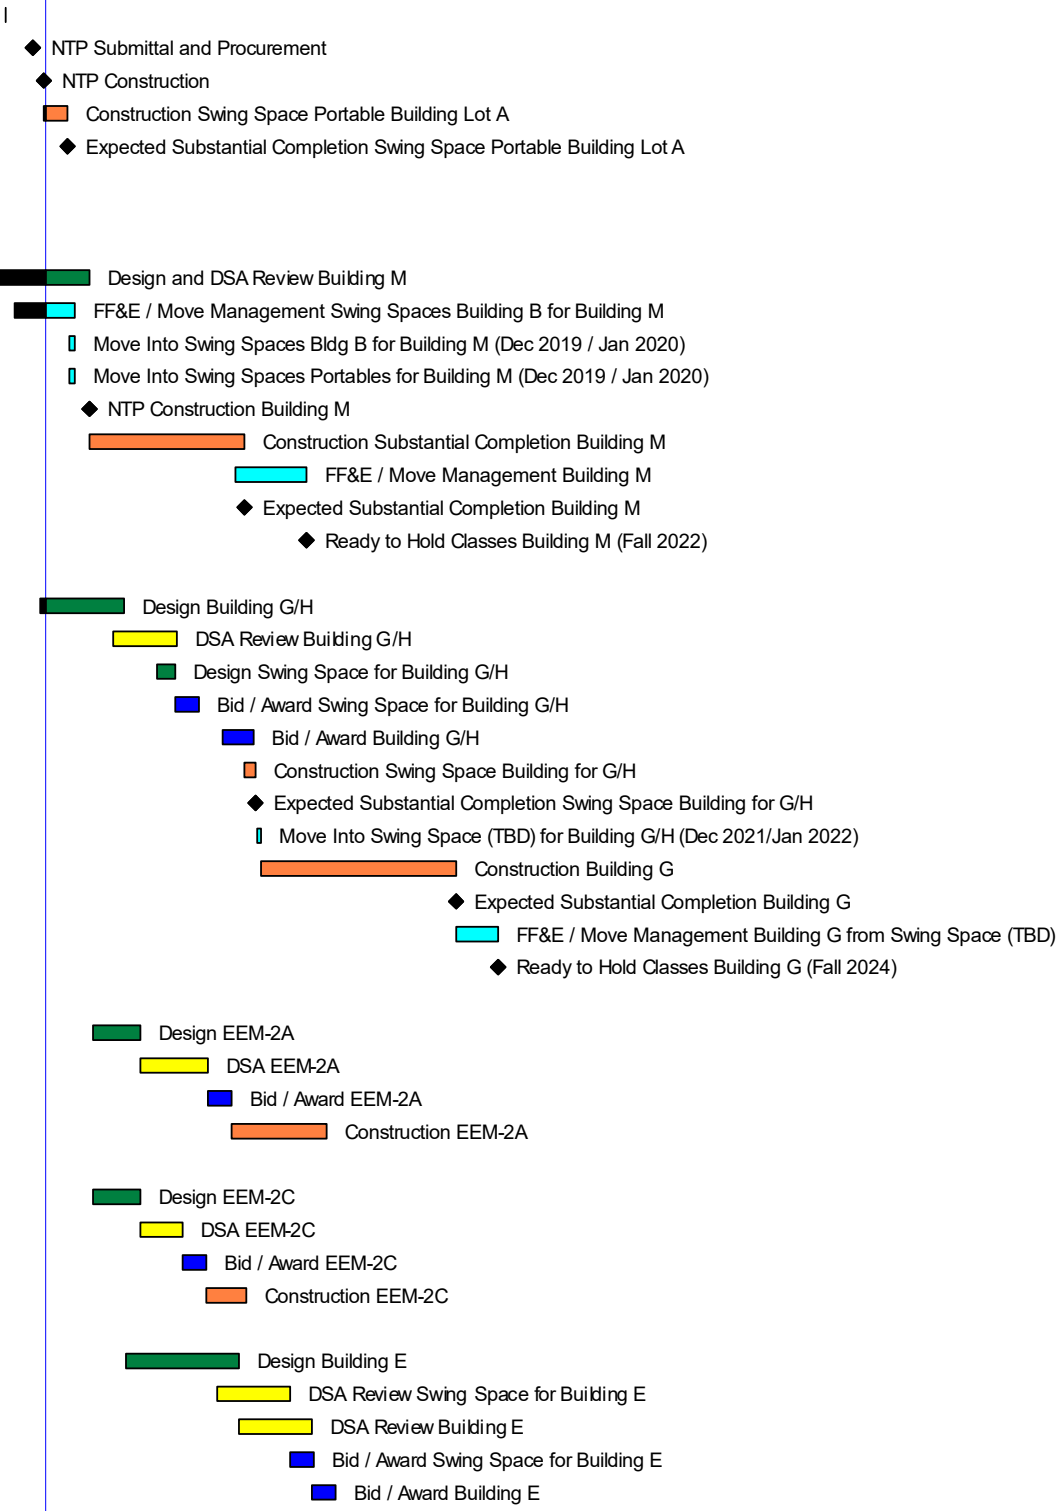 NTP Submittal and Procurement
NTP Construction
Construction Swing Space Portable Building Lot A
Expected Substantial Completion Swing Space Portable Building Lot A
Design and DSA Review Building M
FF&E / Move Management Swing Spaces Building B for Building M
Move Into Swing Spaces Bldg B for Building M (Dec 2019 / Jan 2020)
Move Into Swing Spaces Portables for Building M (Dec 2019 / Jan 2020)
NTP Construction Building M
Construction Substantial Completion Building M
FF&E / Move Management Building M
Expected Substantial Completion Building M
Ready to Hold Classes Building M (Fall 2022)
Design Building G/H
DSA Review Building G/H
Design Swing Space for Building G/H
Bid / Award Swing Space for Building G/H
Bid / Award Building G/H
Construction Swing Space Building for G/H
Expected Substantial Completion Swing Space Building for G/H
Move Into Swing Space (TBD) for Building G/H (Dec 2021/Jan 2022)
Construction Building G
Expected Substantial Completion Building G
FF&E / Move Management Building G from Swing Space (TBD)
Ready to Hold Classes Building G (Fall 2024)
Design EEM-2A
DSA EEM-2A
Bid / Award EEM-2A
Construction EEM-2A
Design EEM-2C
DSA EEM-2C
Bid / Award EEM-2C
Construction EEM-2C
Design Building E
DSA Review Swing Space for Building E
DSA Review Building E
Bid / Award Swing Space for Building E
Bid / Award Building E